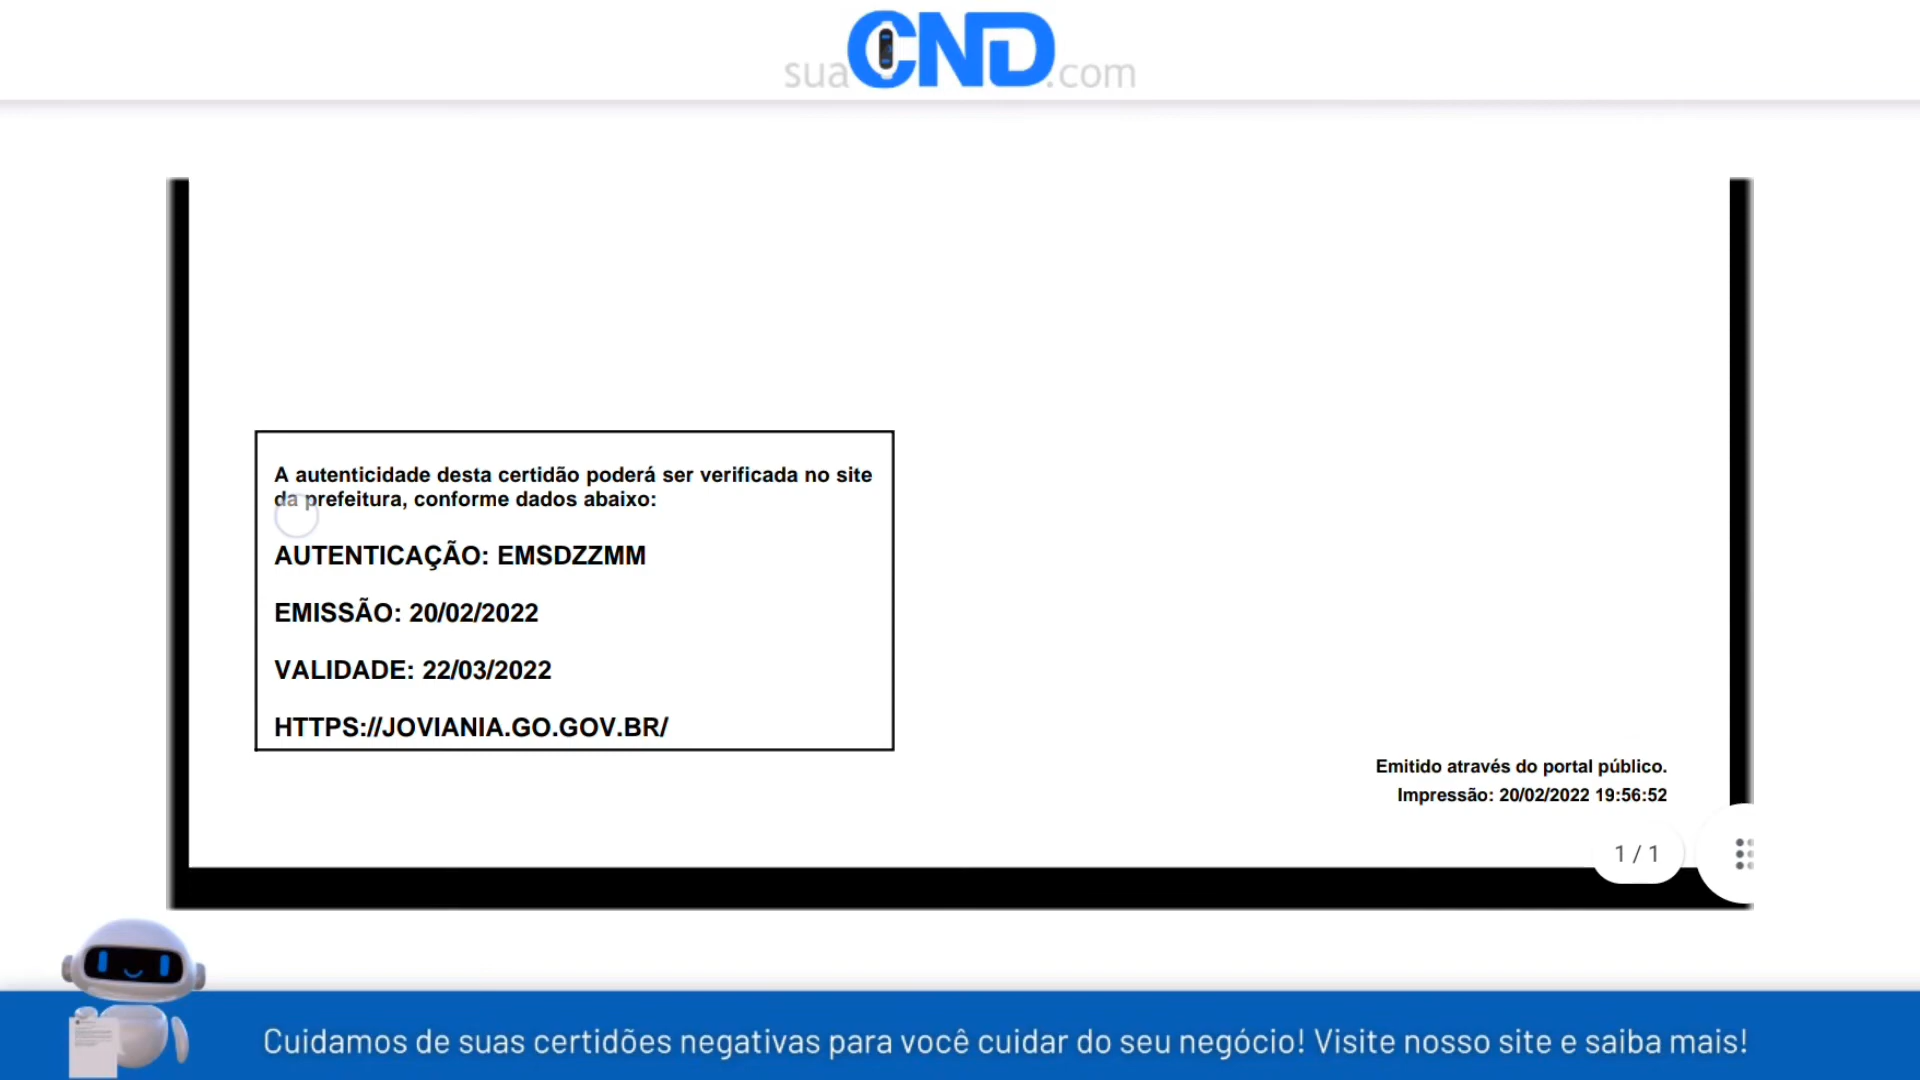 suaCND.com
A autenticidade desta certidão poderá ser verificada no site
da prefeitura, conforme dados abaixo:
AUTENTICAÇÃO: EMSDZZMM
EMISSÃO: 20/02/2022
VALIDADE: 22/03/2022
HTTPS://JOVIANIA.GO.GOV.BR/
Emitido através do portal público.
Impressão: 20/02/2022 19:56:52
1 / 1
Cuidamos de suas certidões negativas para você cuidar do seu negócio! Visite nosso site e saiba mais!